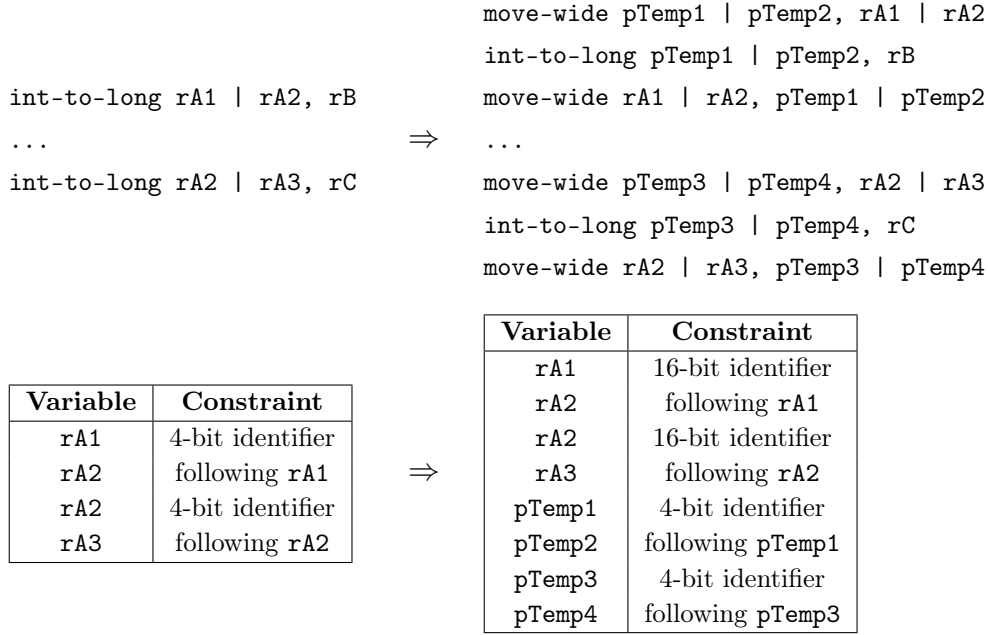 int-to-long rA1 | rA2, rB
...
int-to-long rA2 | rA3, rC
⇒
move-wide pTemp1 | pTemp2, rA1 | rA2
int-to-long pTemp1 | pTemp2, rB
move-wide rA1 | rA2, pTemp1 | pTemp2
...
move-wide pTemp3 | pTemp4, rA2 | rA3
int-to-long pTemp3 | pTemp4, rC
move-wide rA2 | rA3, pTemp3 | pTemp4
Variable Constraint
rA1 4-bit identifier
rA2 following rA1
rA2 4-bit identifier
rA3 following rA2
⇒
Variable Constraint
rA1 16-bit identifier
rA2 following rA1
rA2 16-bit identifier
rA3 following rA2
pTemp1 4-bit identifier
pTemp2 following pTemp1
pTemp3 4-bit identifier
pTemp4 following pTemp3